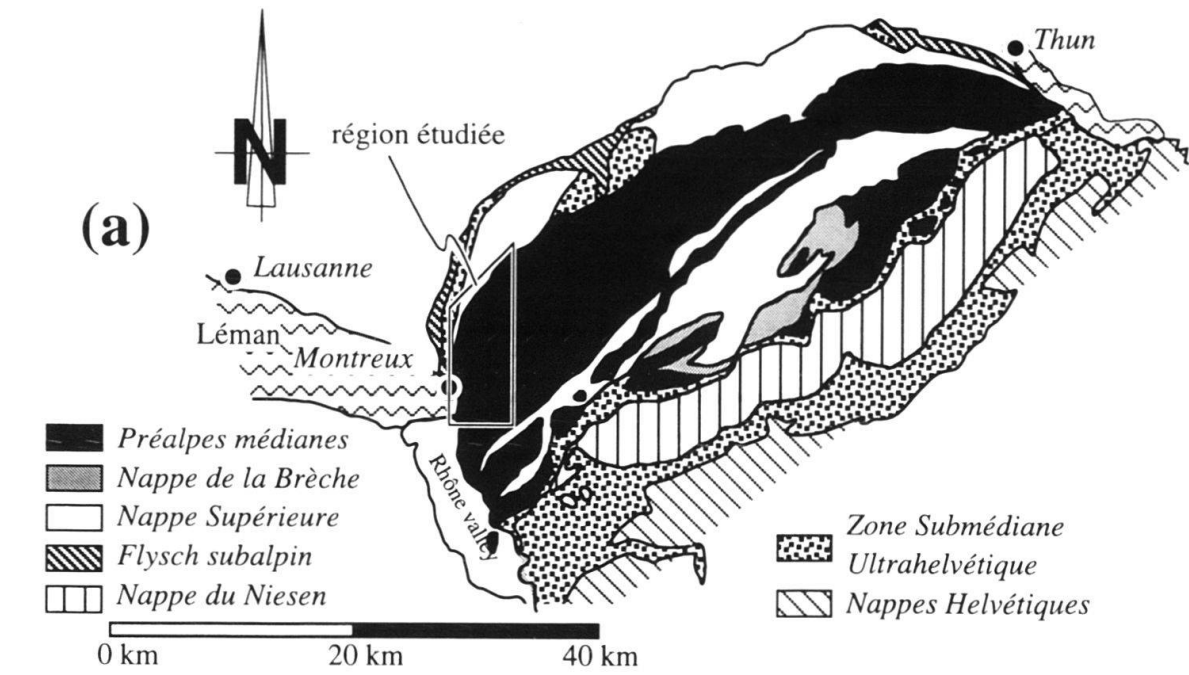 Thun
N
région étudiée
(a)
Lausanne
Léman
Montreux
Préalpes médianes
Nappe de la Brèche
Nappe Supérieure
Flysch subalpin
Nappe du Niesen
Rhône valley
Zone Submédiane
Ultrahelvétique
Nappes Helvétiques
0 km 20 km 40 km